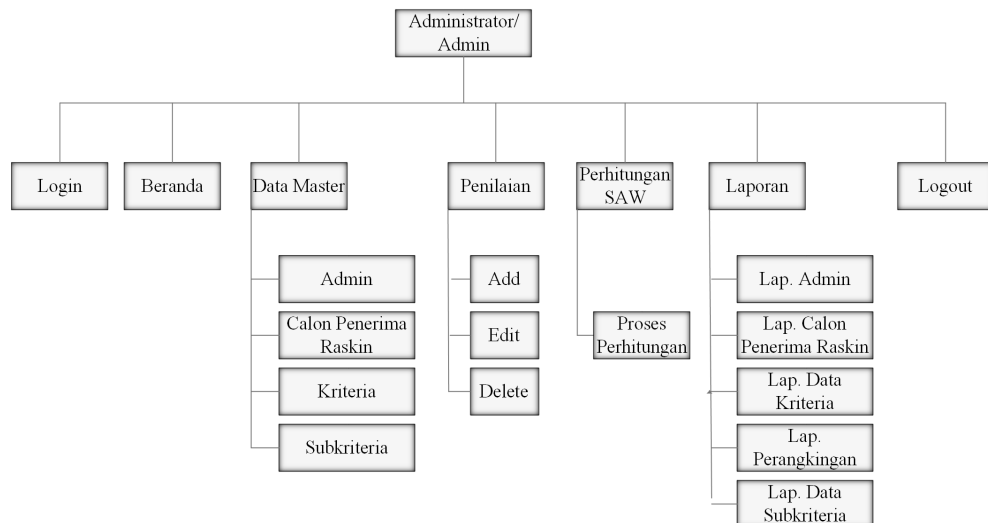 Administrator/
Admin
Login
Beranda
Data Master
Penilaian
Perhitungan
SAW
Laporan
Logout
Admin
Calon Penerima
Raskin
Kriteria
Subkriteria
Add
Edit
Delete
Proses
Perhitungan
Lap. Admin
Lap. Calon
Penerima Raskin
Lap. Data
Kriteria
Lap.
Perangkingan
Lap. Data
Subkriteria